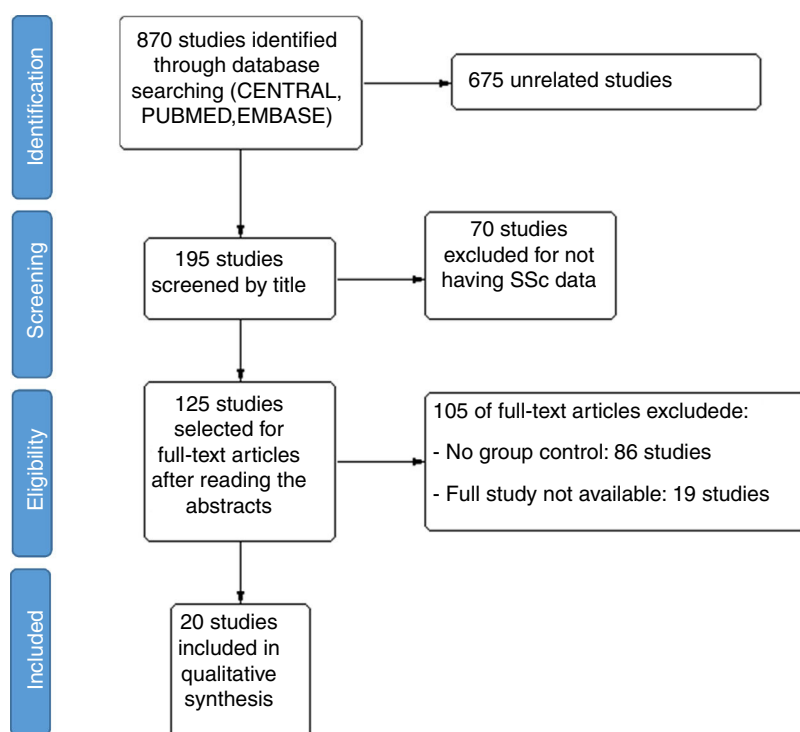 Identification
870 studies identified
through database
searching (CENTRAL,
PUBMED,EMBASE)
675 unrelated studies
Screening
195 studies
screened by title
70 studies
excluded for not
having SSc data
Eligibility
125 studies
selected for
full-text articles
after reading the
abstracts
105 of full-text articles excludede:
- No group control: 86 studies
- Full study not available: 19 studies
Included
20 studies
included in
qualitative
synthesis